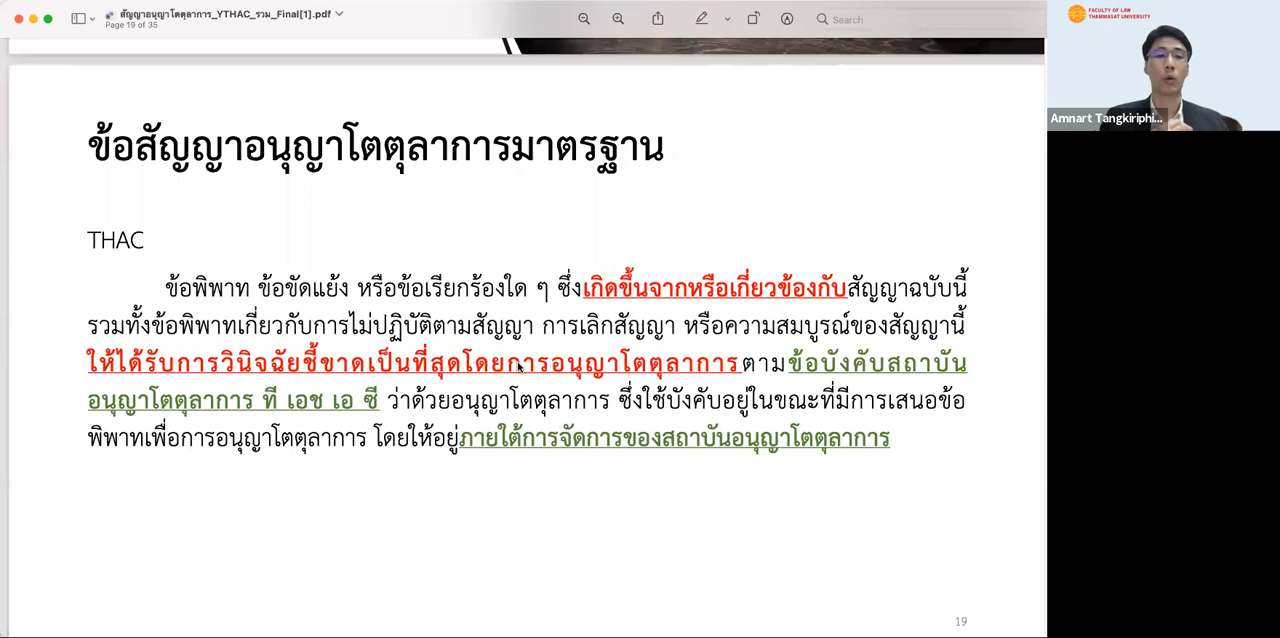 สัญญาอนุญาโตตุลาการ_YTHAC_รวม_Final[1].pdf
Page 19 of 35
Search
FACULTY OF LAW
THAMMASAT UNIVERSITY
Amnart Tangkiriphi...
ข้อสัญญาอนุญาโตตุลาการมาตรฐาน
THAC
ข้อพิพาท ข้อขัดแย้ง หรือข้อเรียกร้องใด ๆ ซึ่งเกิดขึ้นจากหรือเกี่ยวข้องกับสัญญาฉบับนี้
รวมทั้งข้อพิพาทเกี่ยวกับการไม่ปฏิบัติตามสัญญา การเลิกสัญญา หรือความสมบูรณ์ของสัญญานี้
ให้ได้รับการวินิจฉัยชี้ขาดเป็นที่สุดโดยการอนุญาโตตุลาการตามข้อบังคับสถาบัน
อนุญาโตตุลาการ ที เอช เอ ซี ว่าด้วยอนุญาโตตุลาการ ซึ่งใช้บังคับอยู่ในขณะที่มีการเสนอข้อ
พิพาทเพื่อการอนุญาโตตุลาการ โดยให้อยู่ภายใต้การจัดการของสถาบันอนุญาโตตุลาการ
19